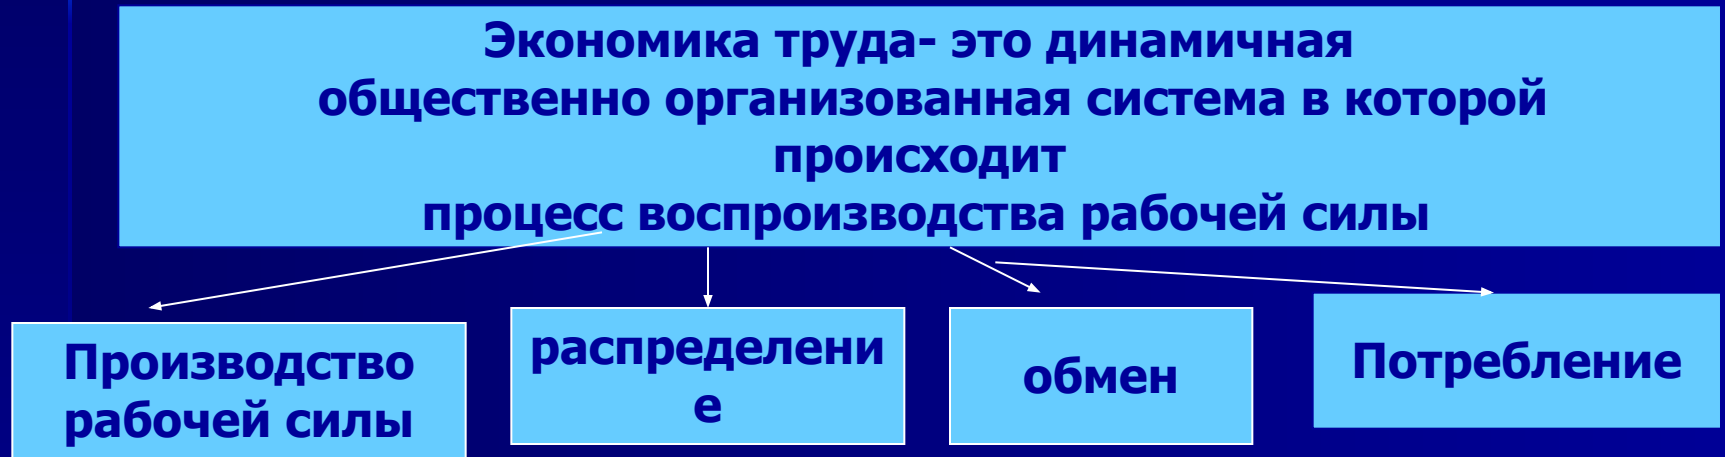 Экономика труда- это динамичная
общественно организованная система в которой
происходит
процесс воспроизводства рабочей силы
Производство
рабочей силы
распределени
е
обмен
Потребление